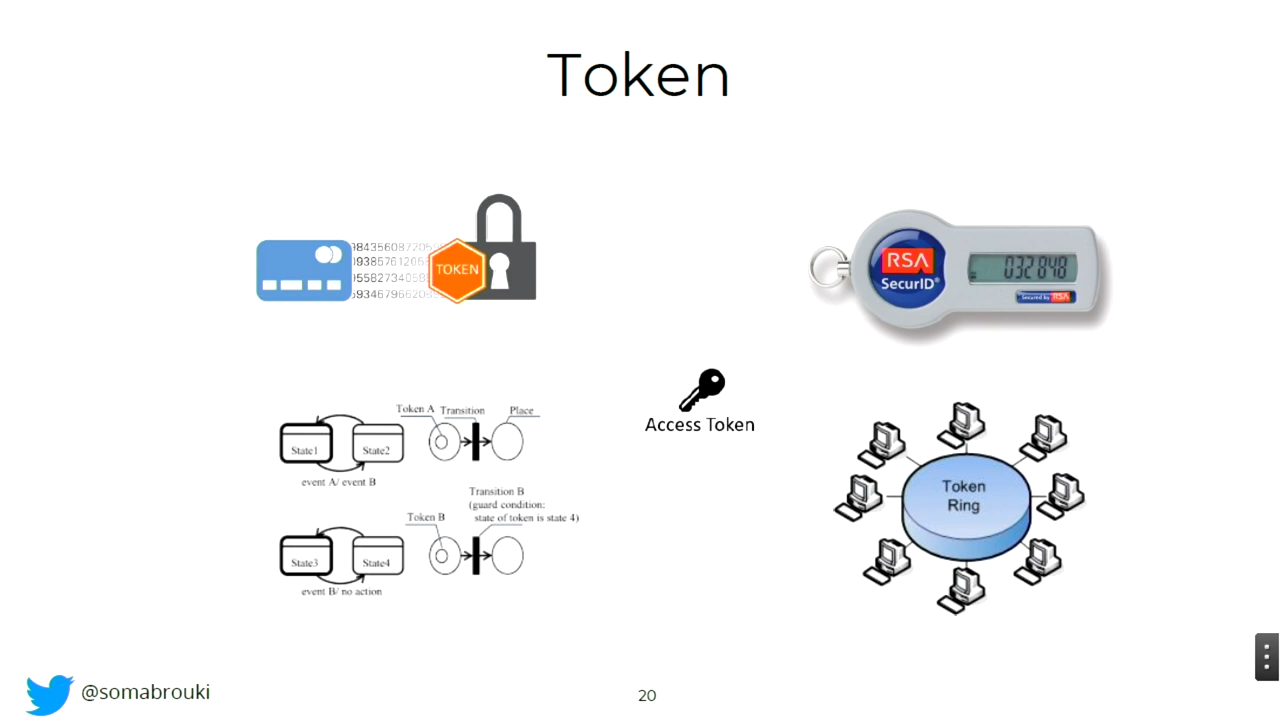 Token
TOKEN
RSA
SecurID®
032848
Secured by RSA
Access Token
Token A Transition Place
State1 State2
event A/ event B
Transition B
(guard condition:
state of token is state 4)
Token B
State3 State4
event B/ no action
Token
Ring
@somabrouki
20